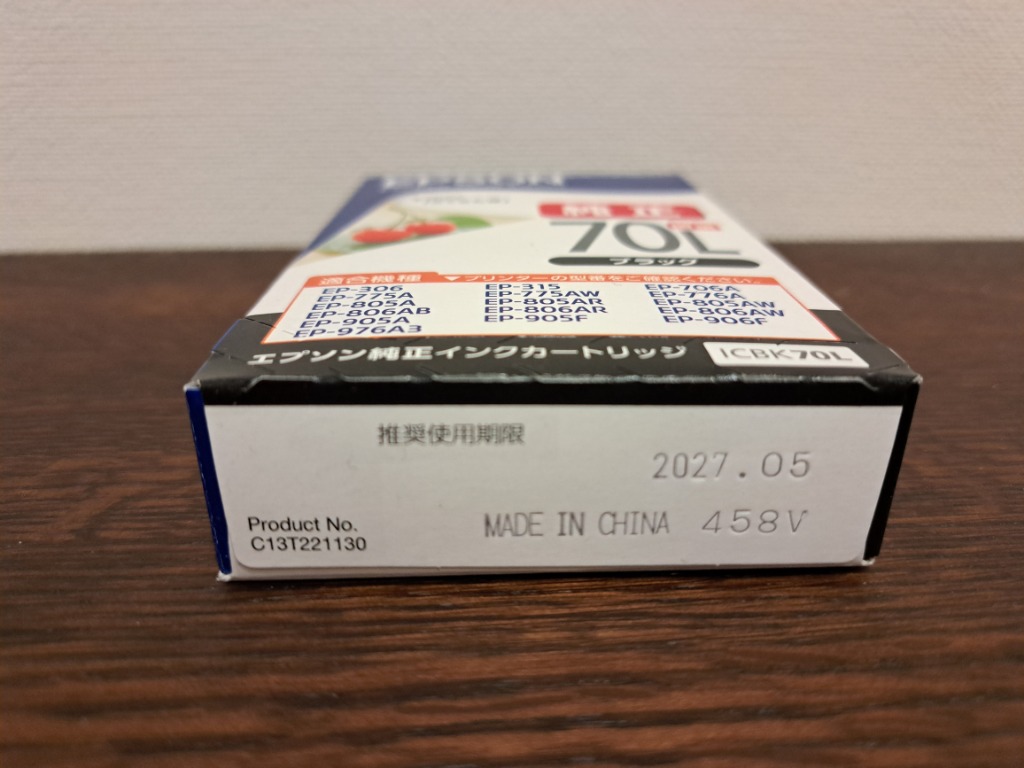 EPSON
純正
70L
ブラック
適合機種 ▼プリンターの型番をご確認ください。
EP-306 EP-315 EP-706A
EP-775A EP-775AW EP-776A
EP-805A EP-805AR EP-805AW
EP-806AB EP-806AR EP-806AW
EP-905A EP-905F EP-906F
EP-976A3
エプソン純正インクカートリッジ ICBK70L
推奨使用期限
2027.05
Product No.
C13T221130
MADE IN CHINA 458V